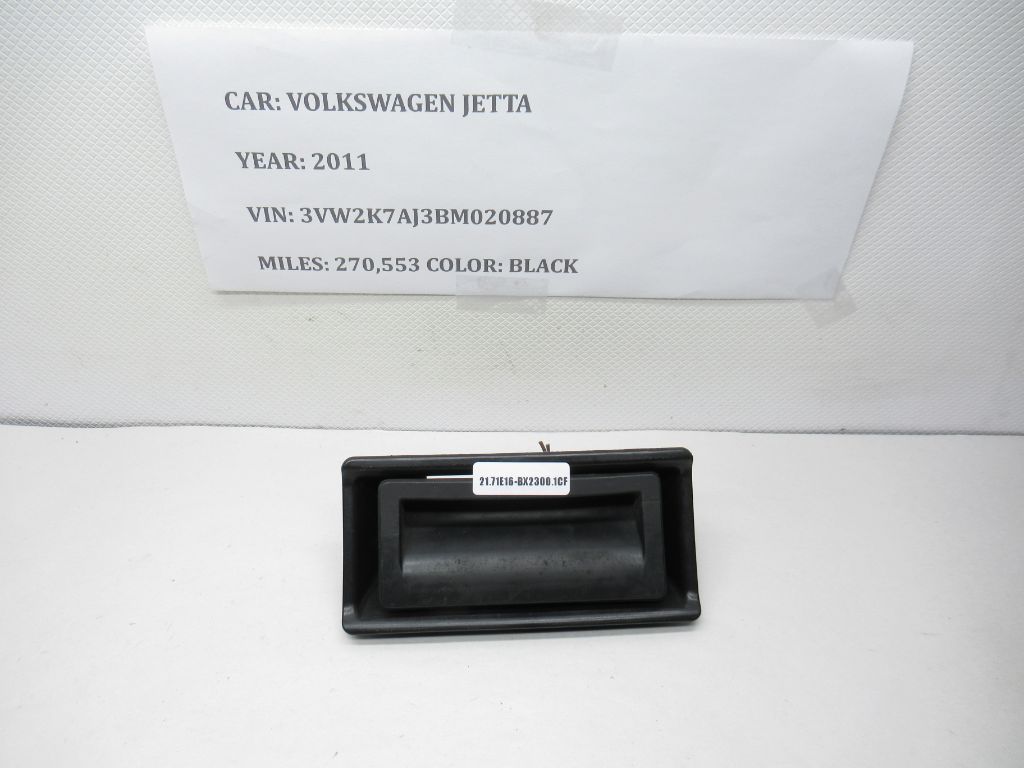 CAR: VOLKSWAGEN JETTA
YEAR: 2011
VIN: 3VW2K7AJ3BM020887
MILES: 270,553 COLOR: BLACK
21.71E16-BX2300.1CF